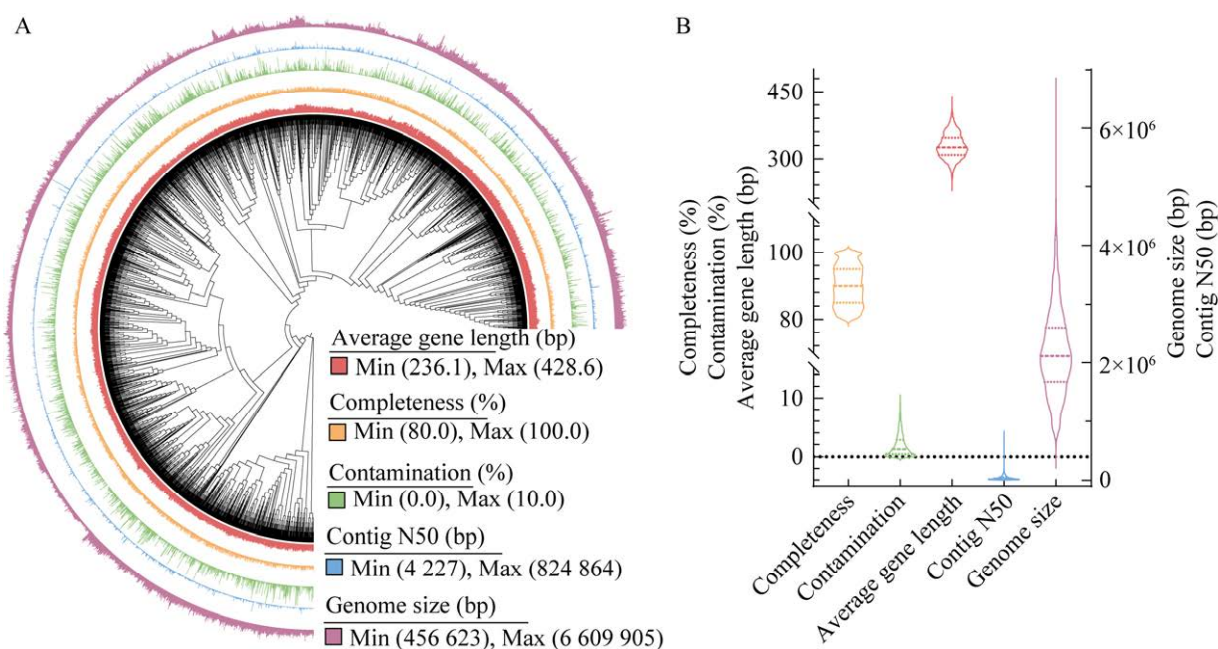 A
Average gene length (bp)
Min (236.1), Max (428.6)
Completeness (%)
Min (80.0), Max (100.0)
Contamination (%)
Min (0.0), Max (10.0)
Contig N50 (bp)
Min (4 227), Max (824 864)
Genome size (bp)
Min (456 623), Max (6 609 905)
B
Completeness (%)
Contamination (%)
Average gene length (bp)
450
300
100
80
10
0
6×10⁶
4×10⁶
2×10⁶
0
Genome size (bp)
Contig N50 (bp)
Completeness
Contamination
Average gene length
Contig N50
Genome size